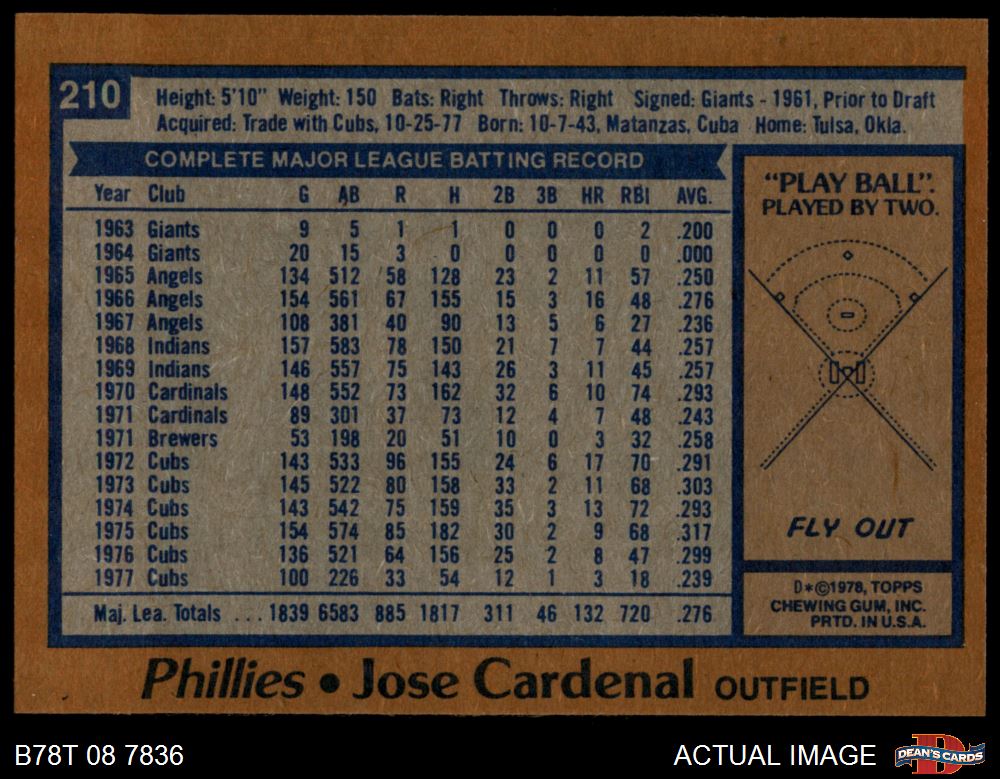 210
Height: 5'10" Weight: 150 Bats: Right Throws: Right Signed: Giants - 1961, Prior to Draft
Acquired: Trade with Cubs, 10-25-77 Born: 10-7-43, Matanzas, Cuba Home: Tulsa, Okla.
COMPLETE MAJOR LEAGUE BATTING RECORD
Year Club G AB R H 2B 3B HR RBI AVG.
1963 Giants 9 5 1 1 0 0 0 2 .200
1964 Giants 20 15 3 0 0 0 0 0 .000
1965 Angels 134 512 58 128 23 2 11 57 .250
1966 Angels 154 561 67 155 15 3 16 48 .276
1967 Angels 108 381 40 90 13 5 6 27 .236
1968 Indians 157 583 78 150 21 7 7 44 .257
1969 Indians 146 557 75 143 26 3 11 45 .257
1970 Cardinals 148 552 73 162 32 6 10 74 .293
1971 Cardinals 89 301 37 73 12 4 7 48 .243
1971 Brewers 53 198 20 51 10 0 3 32 .258
1972 Cubs 143 533 96 155 24 6 17 70 .291
1973 Cubs 145 522 80 158 33 2 11 68 .303
1974 Cubs 143 542 75 159 35 3 13 72 .293
1975 Cubs 154 574 85 182 30 2 9 68 .317
1976 Cubs 136 521 64 156 25 2 8 47 .299
1977 Cubs 100 226 33 54 12 1 3 18 .239
Maj. Lea. Totals ... 1839 6583 885 1817 311 46 132 720 .276
"PLAY BALL".
PLAYED BY TWO.
FLY OUT
D*©1978, TOPPS
CHEWING GUM, INC.
PRTD. IN U.S.A.
Phillies • Jose Cardenal OUTFIELD
B78T 08 7836
ACTUAL IMAGE
D
DEAN'S CARDS